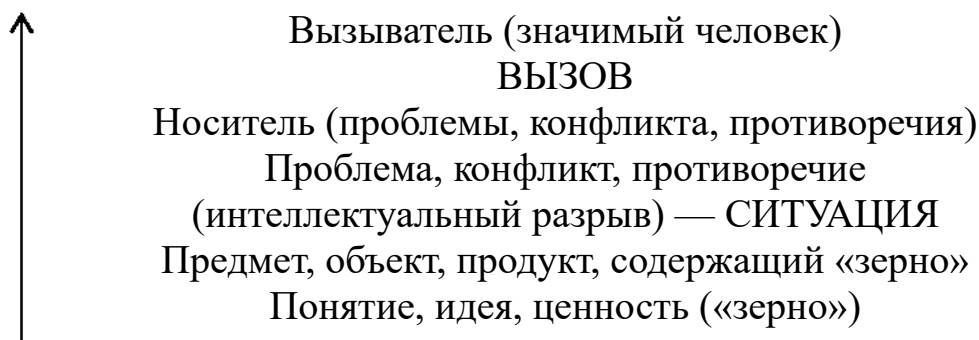 Вызыватель (значимый человек)
ВЫЗОВ
Носитель (проблемы, конфликта, противоречия)
Проблема, конфликт, противоречие
(интеллектуальный разрыв) — СИТУАЦИЯ
Предмет, объект, продукт, содержащий «зерно»
Понятие, идея, ценность («зерно»)